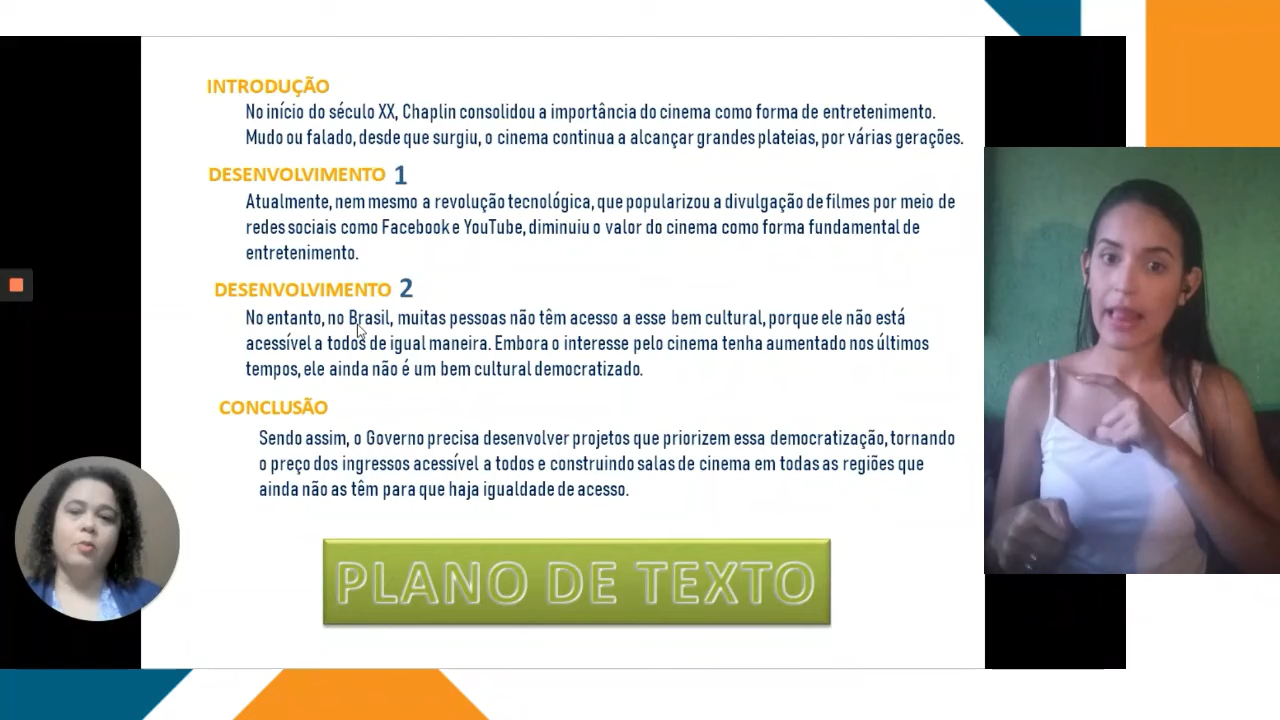 INTRODUÇÃO
No início do século XX, Chaplin consolidou a importância do cinema como forma de entretenimento.
Mudo ou falado, desde que surgiu, o cinema continua a alcançar grandes plateias, por várias gerações.
DESENVOLVIMENTO 1
Atualmente, nem mesmo a revolução tecnológica, que popularizou a divulgação de filmes por meio de
redes sociais como Facebook e YouTube, diminuiu o valor do cinema como forma fundamental de
entretenimento.
DESENVOLVIMENTO 2
No entanto, no Brasil, muitas pessoas não têm acesso a esse bem cultural, porque ele não está
acessível a todos de igual maneira. Embora o interesse pelo cinema tenha aumentado nos últimos
tempos, ele ainda não é um bem cultural democratizado.
CONCLUSÃO
Sendo assim, o Governo precisa desenvolver projetos que priorizem essa democratização, tornando
o preço dos ingressos acessível a todos e construindo salas de cinema em todas as regiões que
ainda não as têm para que haja igualdade de acesso.
PLANO DE TEXTO